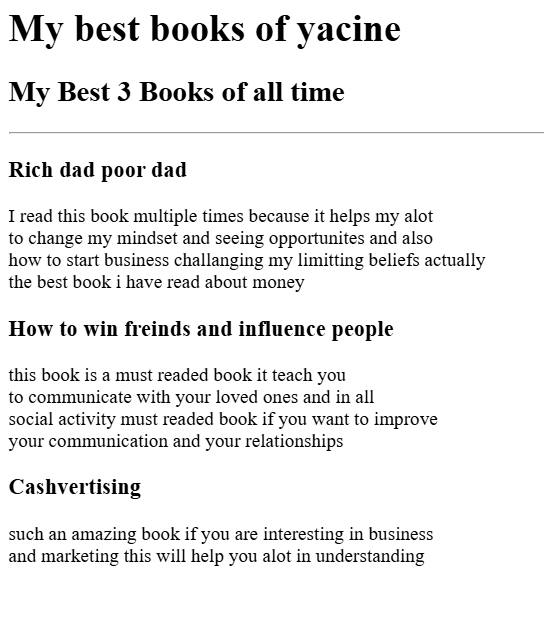 My best books of yacine
My Best 3 Books of all time
Rich dad poor dad
I read this book multiple times because it helps my alot
to change my mindset and seeing opportunites and also
how to start business challanging my limitting beliefs actually
the best book i have read about money
How to win freinds and influence people
this book is a must readed book it teach you
to communicate with your loved ones and in all
social activity must readed book if you want to improve
your communication and your relationships
Cashvertising
such an amazing book if you are interesting in business
and marketing this will help you alot in understanding